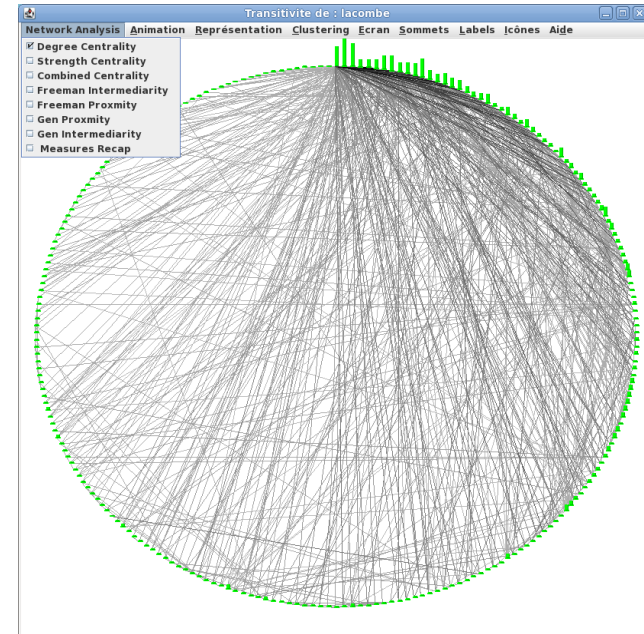 Transitivite de : lacombe
Network Analysis Animation Représentation Clustering Ecran Sommets Labels Icônes Aide
Degree Centrality
Strength Centrality
Combined Centrality
Freeman Intermediarity
Freeman Proxmity
Gen Proxmity
Gen Intermediarity
Measures Recap